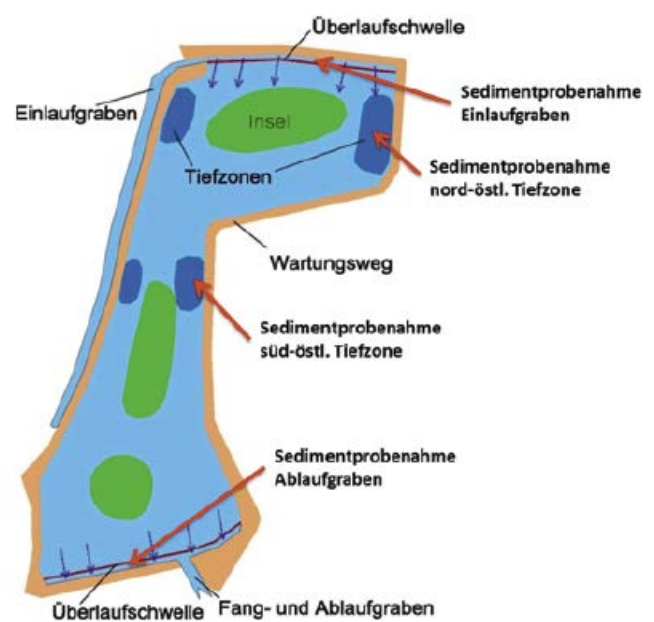 Überlaufschwelle
Sedimentprobenahme
Einlaufgraben
Einlaufgraben
Insel
Tiefzonen
Sedimentprobenahme
nord-östl. Tiefzone
Wartungsweg
Sedimentprobenahme
süd-östl. Tiefzone
Sedimentprobenahme
Ablaufgraben
Überlaufschwelle
Fang- und Ablaufgraben